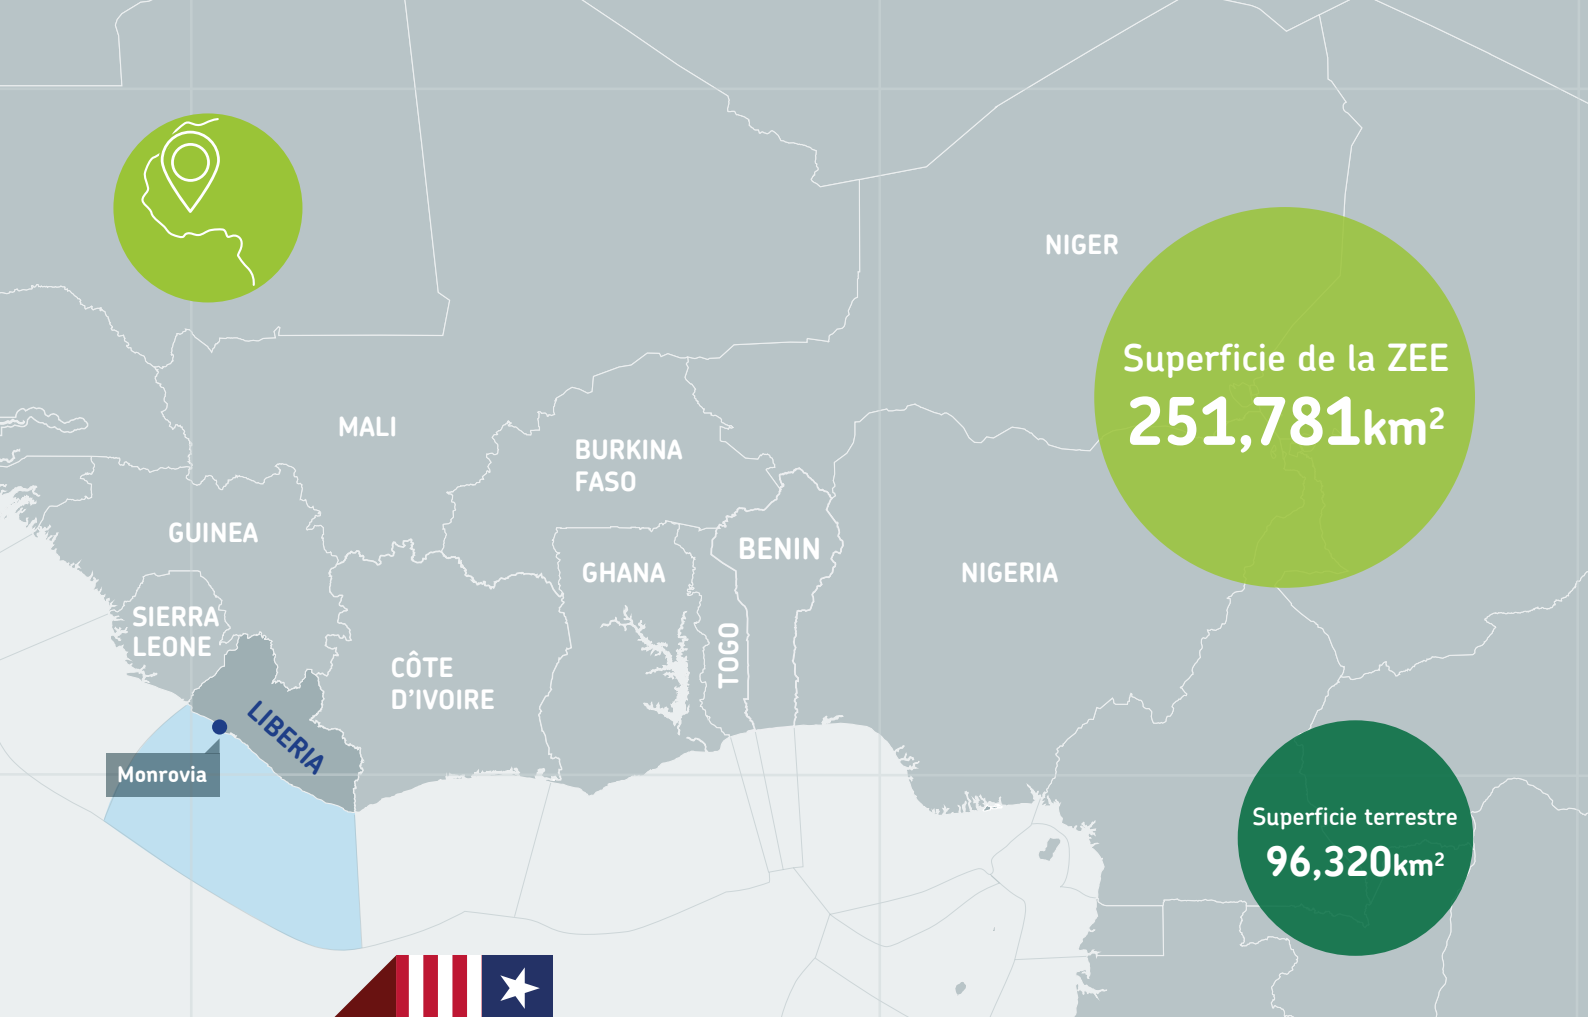 NIGER
Superficie de la ZEE
251,781km²
MALI
BURKINA
FASO
GUINEA
BENIN
GHANA
NIGERIA
SIERRA
LEONE
TOGO
CÔTE
D'IVOIRE
LIBERIA
Monrovia
Superficie terrestre
96,320km²